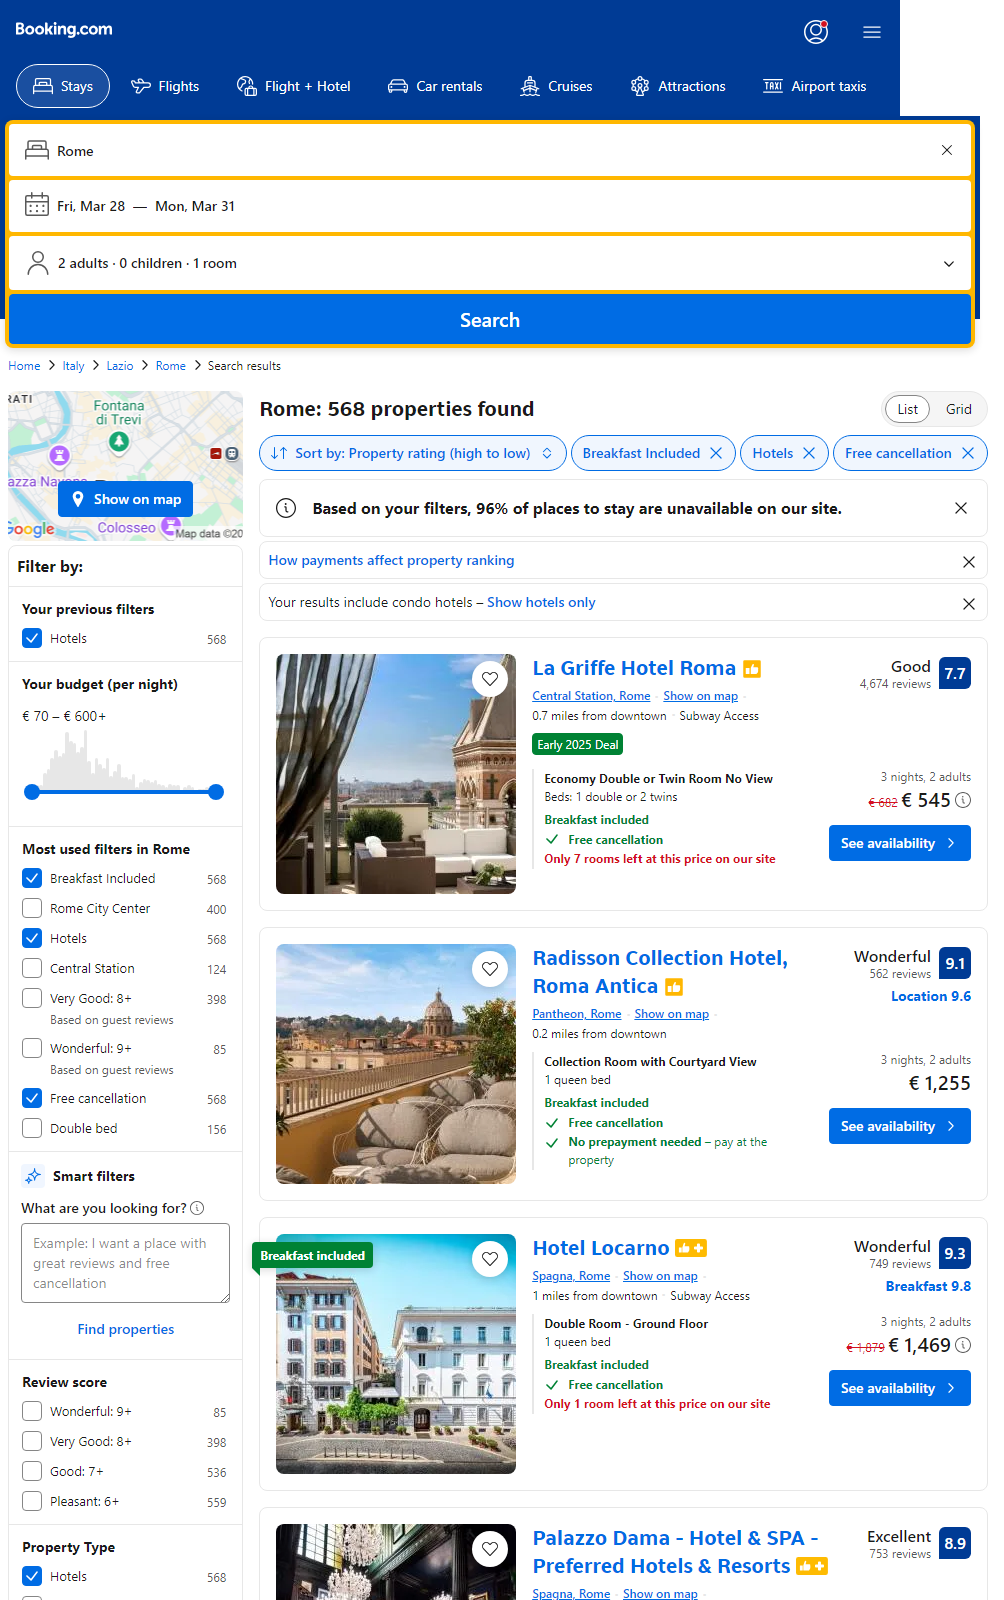 Booking.com
Stays
Flights
Flight + Hotel
Car rentals
Cruises
Attractions
TAXI
Airport taxis
Rome
Fri, Mar 28 — Mon, Mar 31
2 adults · 0 children · 1 room
Search
Home > Italy > Lazio > Rome > Search results
RATI
Fontana
di Trevi
azza Navona
Show on map
Colosseo
Google
Map data ©20
Rome: 568 properties found
List
Grid
Sort by: Property rating (high to low)
Breakfast Included
Hotels
Free cancellation
Based on your filters, 96% of places to stay are unavailable on our site.
How payments affect property ranking
Your results include condo hotels – Show hotels only
Filter by:
Your previous filters
Hotels 568
Your budget (per night)
€ 70 – € 600+
Most used filters in Rome
Breakfast Included 568
Rome City Center 400
Hotels 568
Central Station 124
Very Good: 8+ 398
Based on guest reviews
Wonderful: 9+ 85
Based on guest reviews
Free cancellation 568
Double bed 156
Smart filters
What are you looking for?
Example: I want a place with
great reviews and free
cancellation
Find properties
Review score
Wonderful: 9+ 85
Very Good: 8+ 398
Good: 7+ 536
Pleasant: 6+ 559
Property Type
Hotels 568
La Griffe Hotel Roma
Good
4,674 reviews
7.7
Central Station, Rome · Show on map ·
0.7 miles from downtown · Subway Access
Early 2025 Deal
Economy Double or Twin Room No View
Beds: 1 double or 2 twins
Breakfast included
Free cancellation
Only 7 rooms left at this price on our site
3 nights, 2 adults
€ 682 € 545
See availability
Radisson Collection Hotel,
Roma Antica
Wonderful
562 reviews
9.1
Location 9.6
Pantheon, Rome · Show on map ·
0.2 miles from downtown
Collection Room with Courtyard View
1 queen bed
Breakfast included
Free cancellation
No prepayment needed – pay at the
property
3 nights, 2 adults
€ 1,255
See availability
Breakfast included
Hotel Locarno
Wonderful
749 reviews
9.3
Breakfast 9.8
Spagna, Rome · Show on map ·
1 miles from downtown · Subway Access
Double Room - Ground Floor
1 queen bed
Breakfast included
Free cancellation
Only 1 room left at this price on our site
3 nights, 2 adults
€ 1,879 € 1,469
See availability
Palazzo Dama - Hotel & SPA -
Preferred Hotels & Resorts
Excellent
753 reviews
8.9
Spagna, Rome · Show on map ·